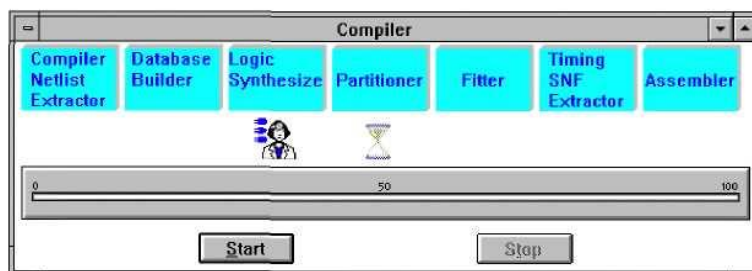 Compiler
Compiler
Netlist
Extractor
Database
Builder
Logic
Synthesize
Partitioner
Fitter
Timing
SNF
Extractor
Assembler
0 50 100
Start Stop